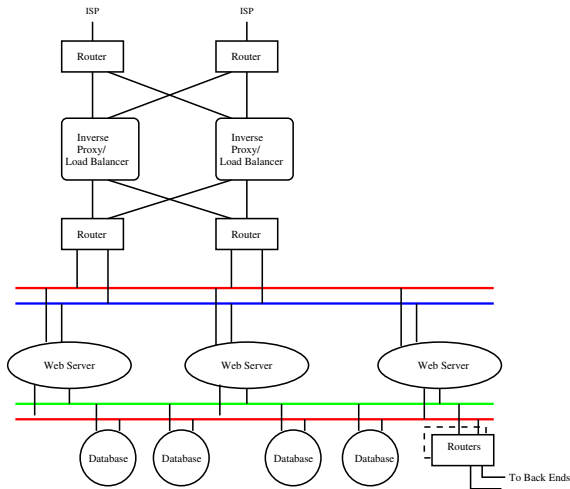 ISP
ISP
Router
Router
Inverse
Proxy/
Load Balancer
Inverse
Proxy/
Load Balancer
Router
Router
Web Server
Web Server
Web Server
Database
Database
Database
Database
Routers
To Back Ends